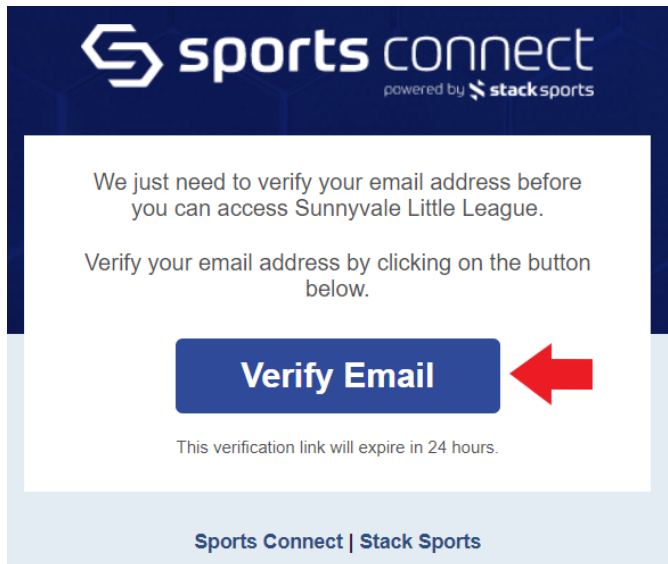 sports connect
powered by stack sports
We just need to verify your email address before
you can access Sunnyvale Little League.
Verify your email address by clicking on the button
below.
Verify Email
This verification link will expire in 24 hours.
Sports Connect | Stack Sports